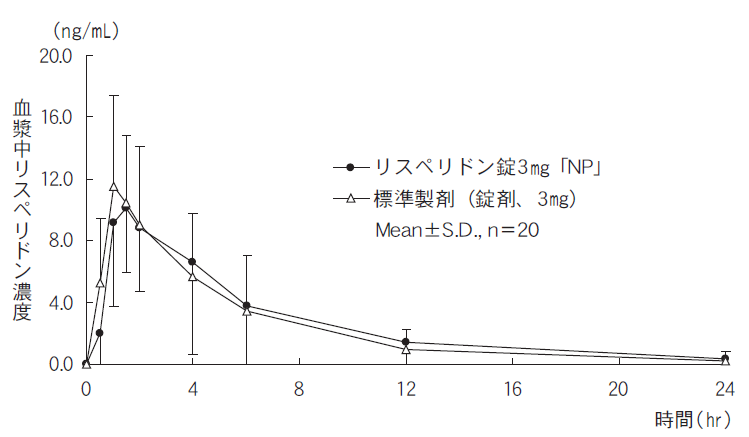 (ng/mL)
20.0
16.0
12.0
8.0
4.0
0.0
血漿中リスペリドン濃度
リスペリドン錠3mg「NP」
標準製剤（錠剤、3mg）
Mean±S.D., n=20
0 4 8 12 16 20 24
時間(hr)